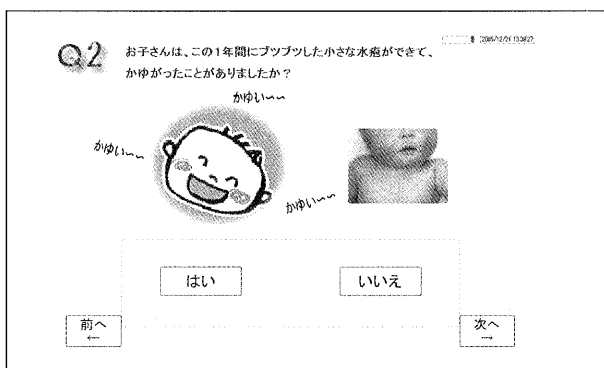 Q2
お子さんは、この1年間にブツブツした小さな水疱ができて、
かゆがったことがありましたか?
かゆい〜〜
かゆい〜〜
かゆい〜〜
はい
いいえ
前へ
←
次へ
→